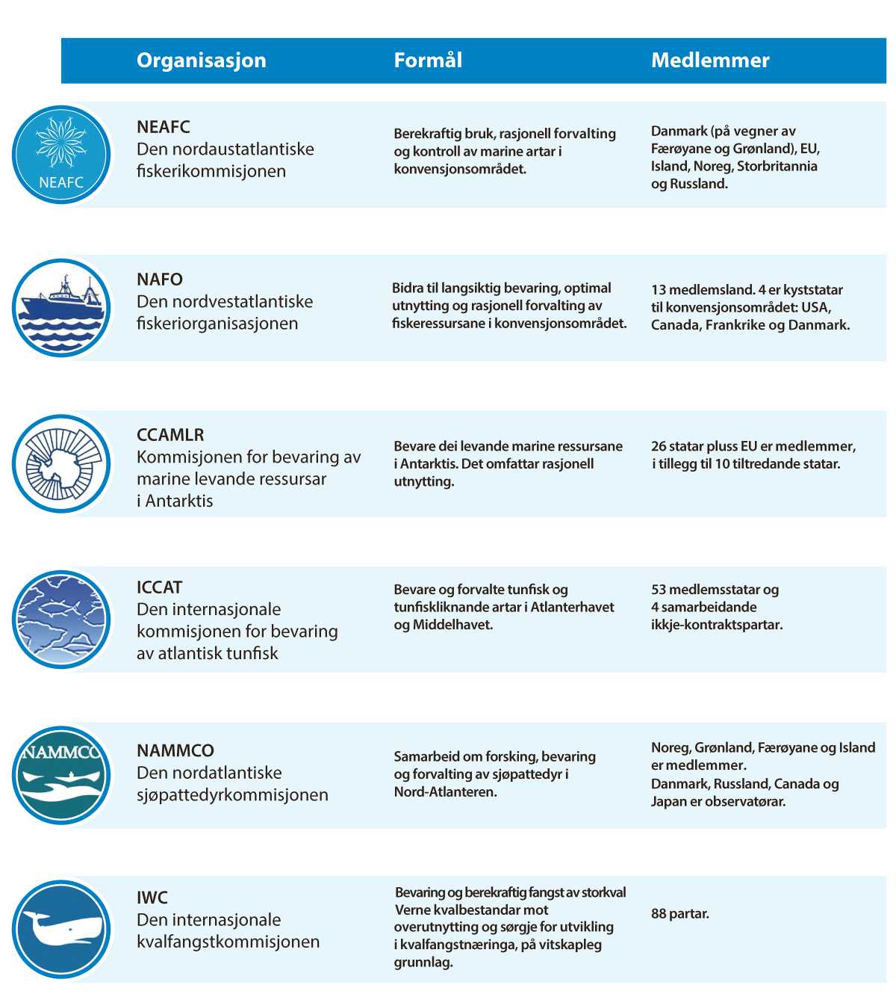 Organisasjon Formål Medlemmer
NEAFC
NEAFC
Den nordaustatlantiske
fiskerikommisjonen
Berekraftig bruk, rasjonell forvalting
og kontroll av marine artar i
konvensjonsområdet.
Danmark (på vegner av
Færøyane og Grønland), EU,
Island, Noreg, Storbritannia
og Russland.
NAFO
Den nordvestatlantiske
fiskeriorganisasjonen
Bidra til langsiktig bevaring, optimal
utnytting og rasjonell forvalting av
fiskeressursane i konvensjonsområdet.
13 medlemsland. 4 er kyststatar
til konvensjonsområdet: USA,
Canada, Frankrike og Danmark.
CCAMLR
Kommisjonen for bevaring av
marine levande ressursar
i Antarktis
Bevare dei levande marine ressursane
i Antarktis. Det omfattar rasjonell
utnytting.
26 statar pluss EU er medlemmer,
i tillegg til 10 tiltredande statar.
ICCAT
Den internasjonale
kommisjonen for bevaring
av atlantisk tunfisk
Bevare og forvalte tunfisk og
tunfiskliknande artar i Atlanterhavet
og Middelhavet.
53 medlemsstatar og
4 samarbeidande
ikkje-kontraktspartar.
NAMMCO
NAMMCO
Den nordatlantiske
sjøpattedyrkommisjonen
Samarbeid om forsking, bevaring
og forvalting av sjøpattedyr i
Nord-Atlanteren.
Noreg, Grønland, Færøyane og Island
er medlemmer.
Danmark, Russland, Canada og
Japan er observatørar.
IWC
Den internasjonale
kvalfangstkommisjonen
Bevaring og berekraftig fangst av storkval
Verne kvalbestandar mot
overutnytting og sørgje for utvikling
i kvalfangstnæringa, på vitskapleg
grunnlag.
88 partar.